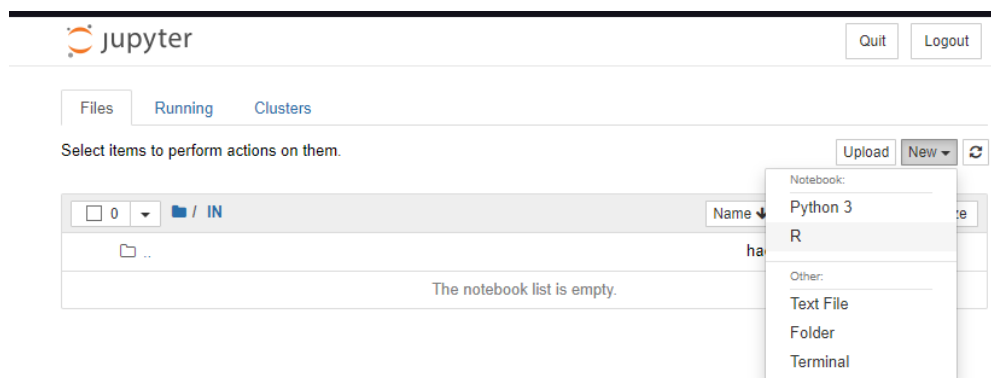 jupyter
Quit Logout
Files Running Clusters
Select items to perform actions on them.
Upload New
Notebook:
0 / IN Name Python 3
R
..
Other:
The notebook list is empty.
Text File
Folder
Terminal